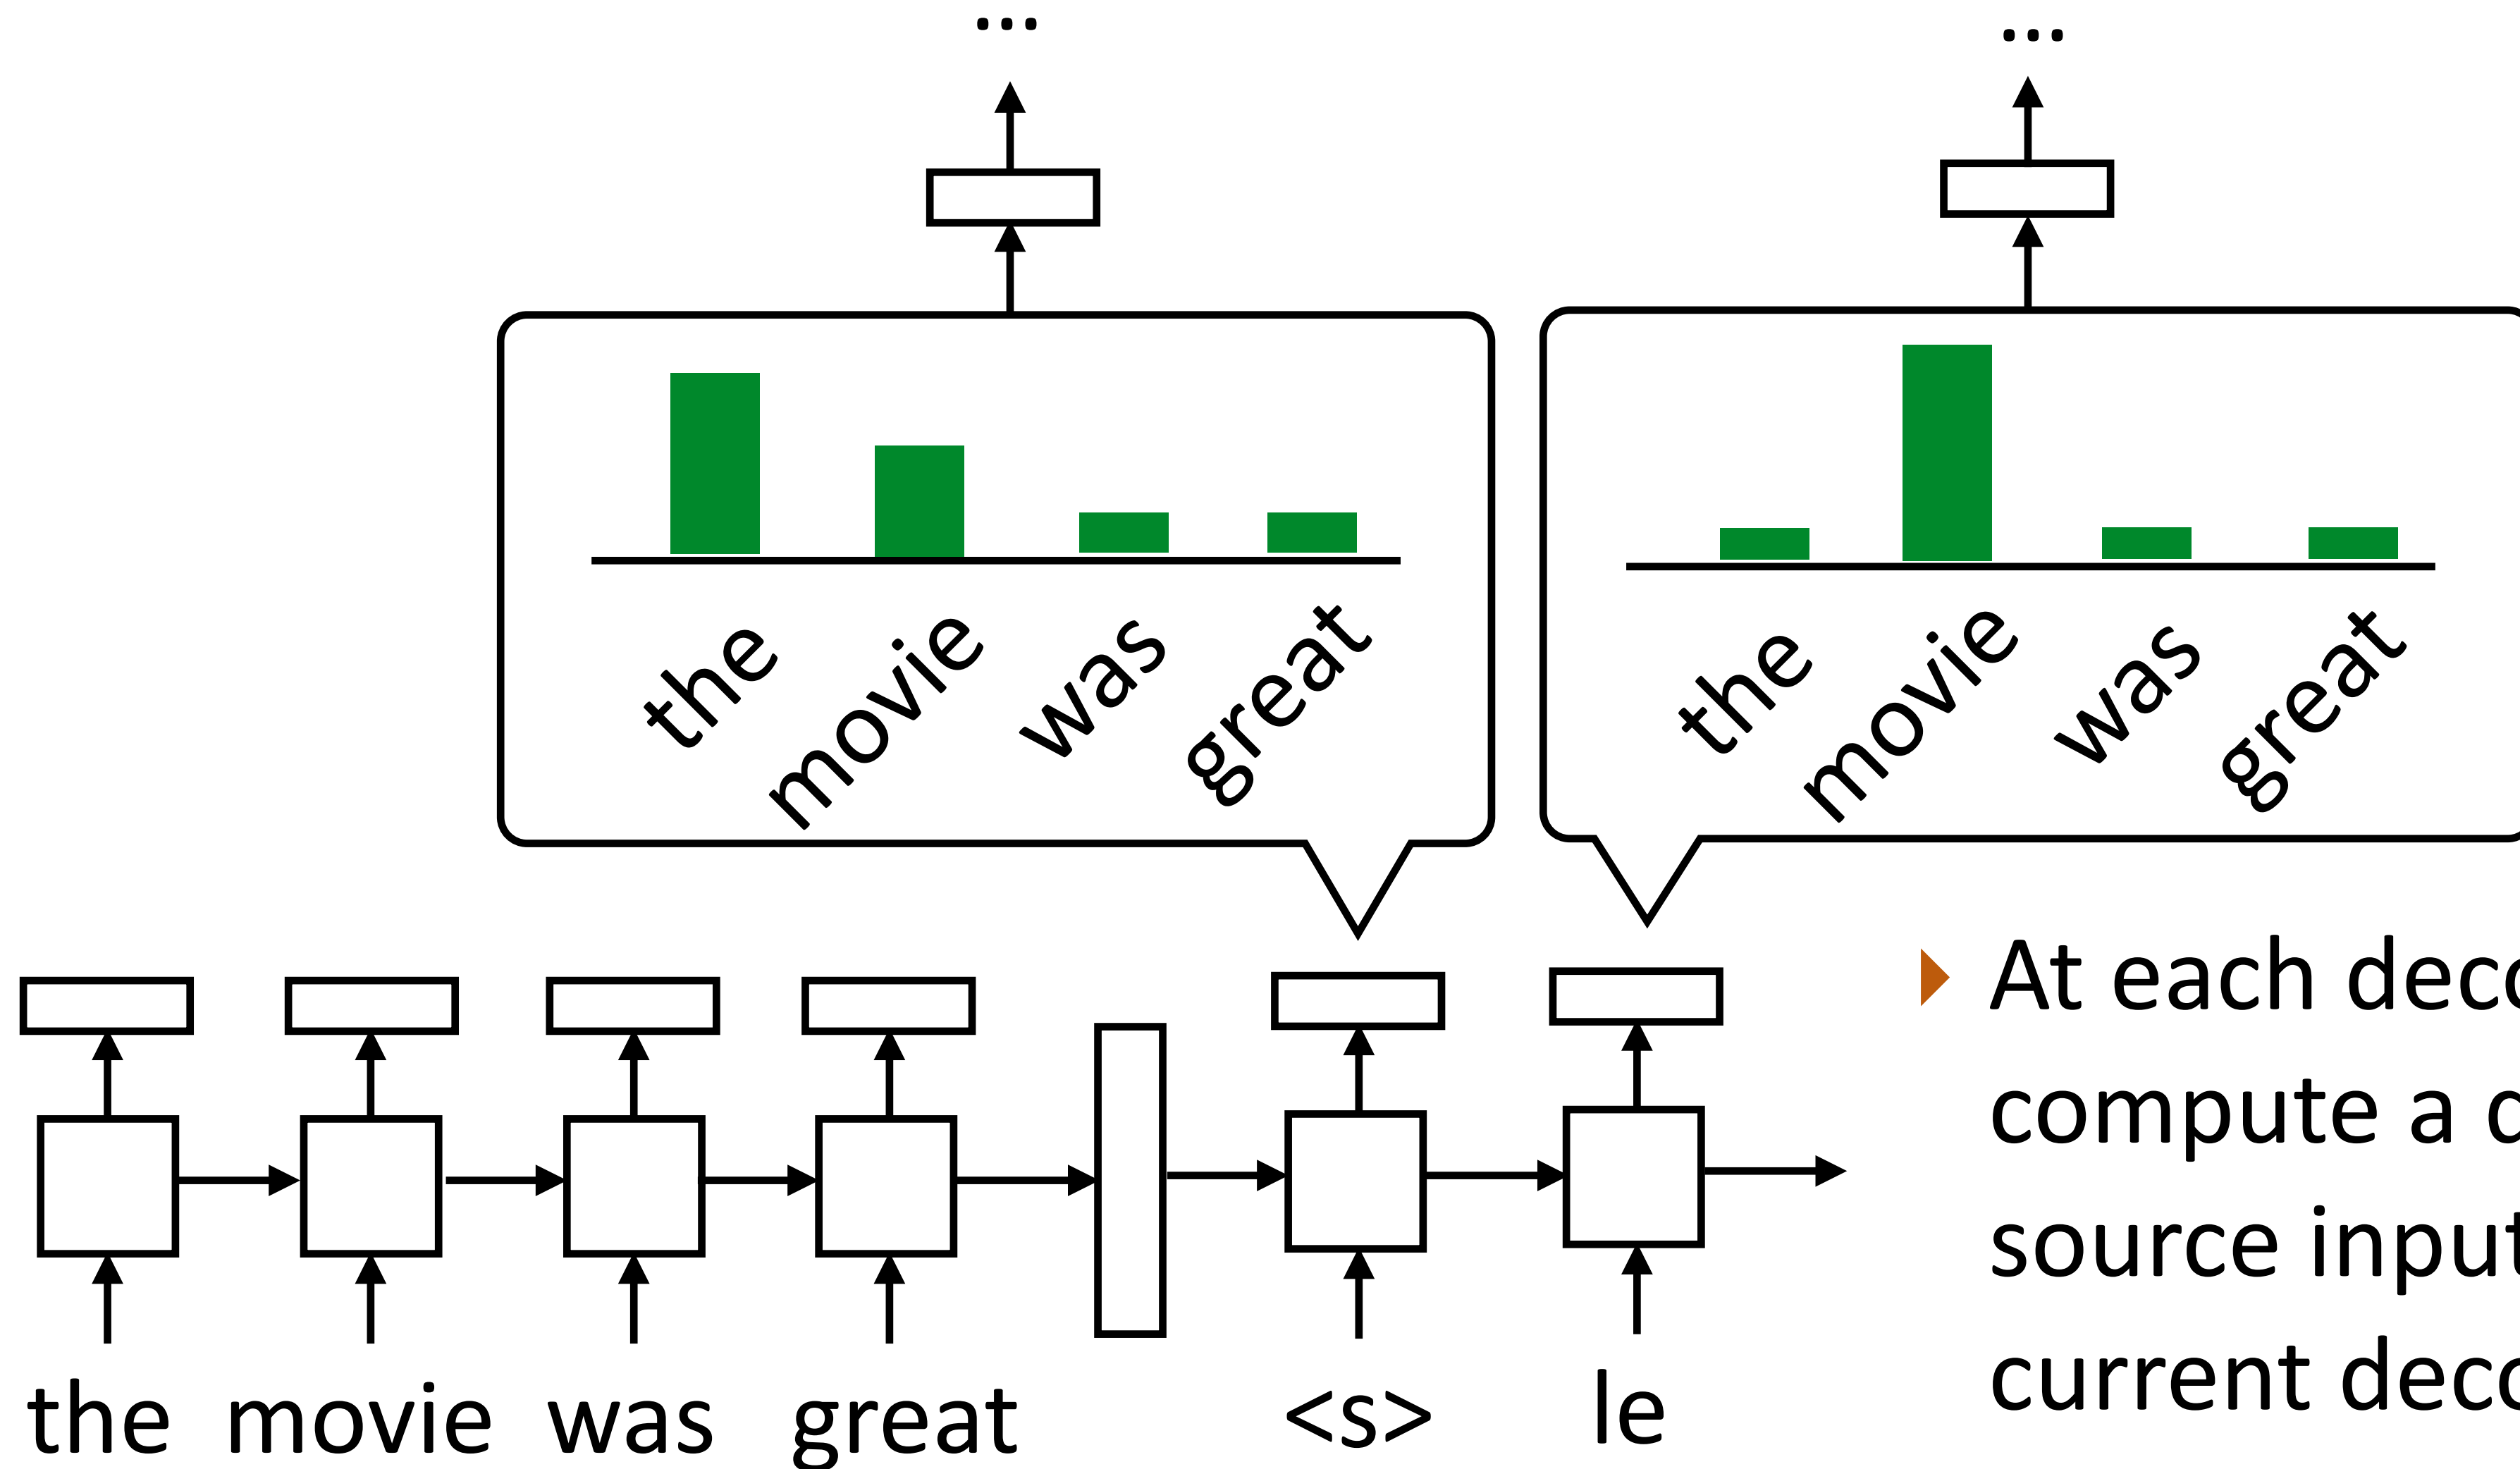 ...
...
the movie was great
the movie was great
At each deco
compute a d
source input
current deco
the movie was great <s> le